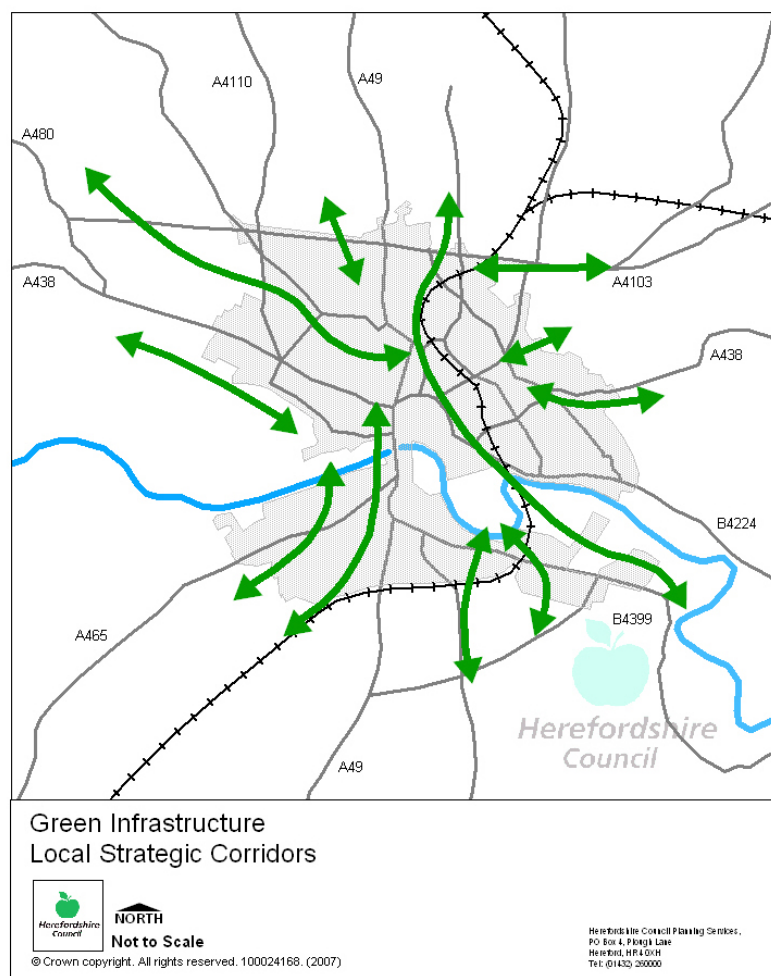 A4110
A49
A480
A438
A4103
A438
B4224
B4399
A465
Herefordshire
Council
A49
Green Infrastructure
Local Strategic Corridors
Herefordshire
Council
NORTH
Not to Scale
© Crown copyright. All rights reserved. 100024168. (2007)
Herefordshire Council Planning Services,
PO Box 4, Plough Lane
Hereford, HR4 0XH
Tel: (01432) 260000